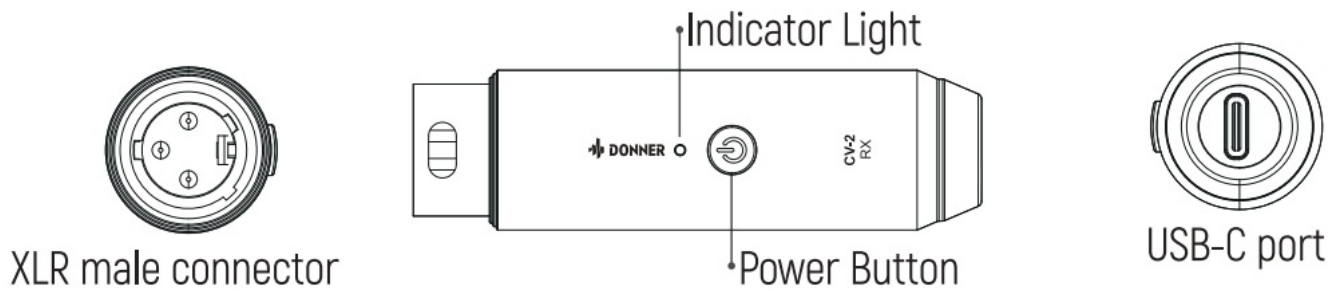 Indicator Light
DONNER
CV-2
RX
XLR male connector
Power Button
USB-C port